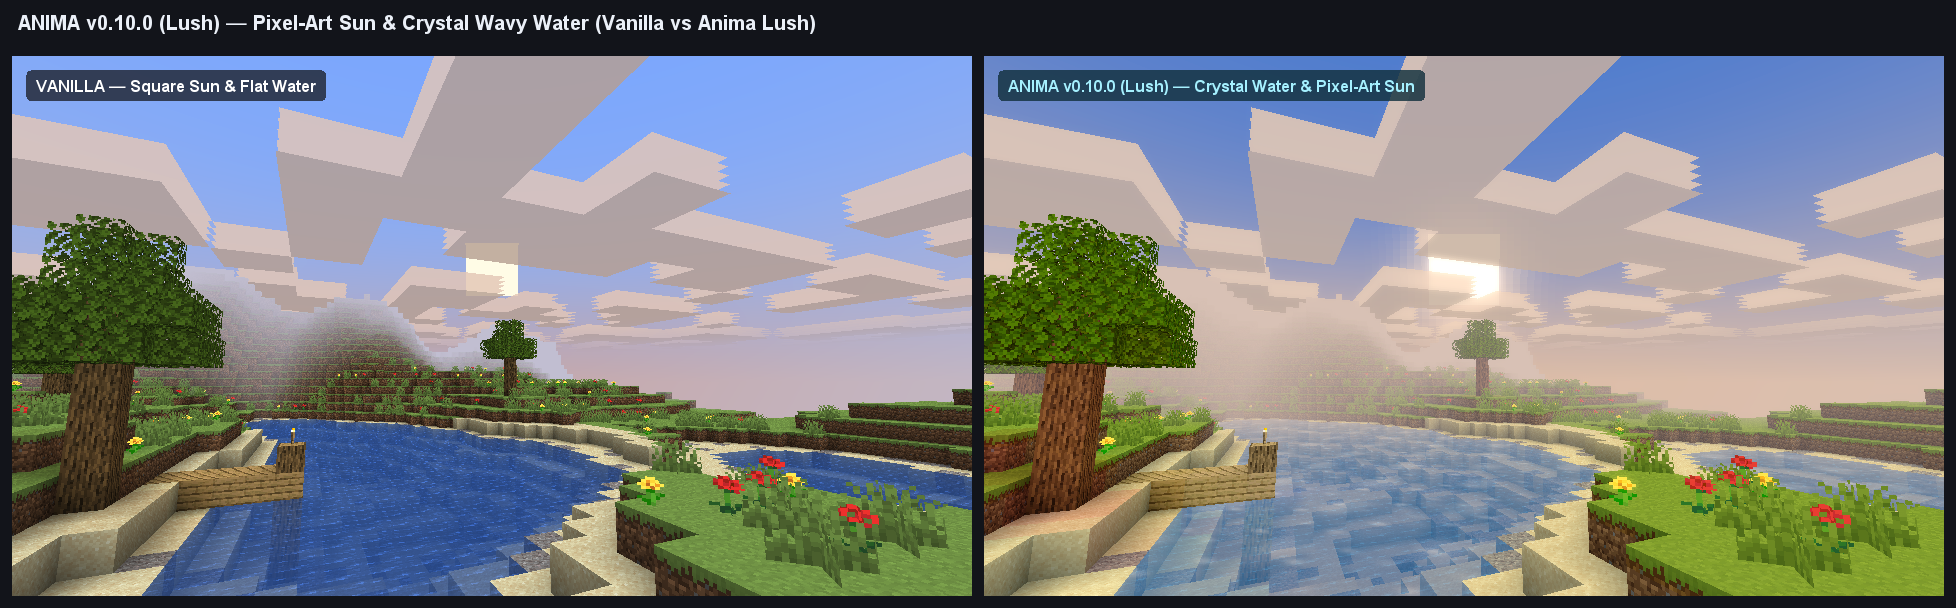 ANIMA v0.10.0 (Lush) — Pixel-Art Sun & Crystal Wavy Water (Vanilla vs Anima Lush)
VANILLA — Square Sun & Flat Water
ANIMA v0.10.0 (Lush) — Crystal Water & Pixel-Art Sun